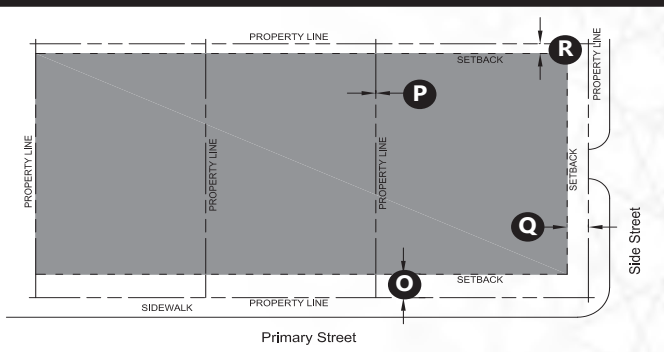 PROPERTY LINE
R
SETBACK
PROPERTY LINE
P
PROPERTY LINE
PROPERTY LINE
PROPERTY LINE
SETBACK
Q
Side Street
O
SETBACK
SIDEWALK
PROPERTY LINE
Primary Street